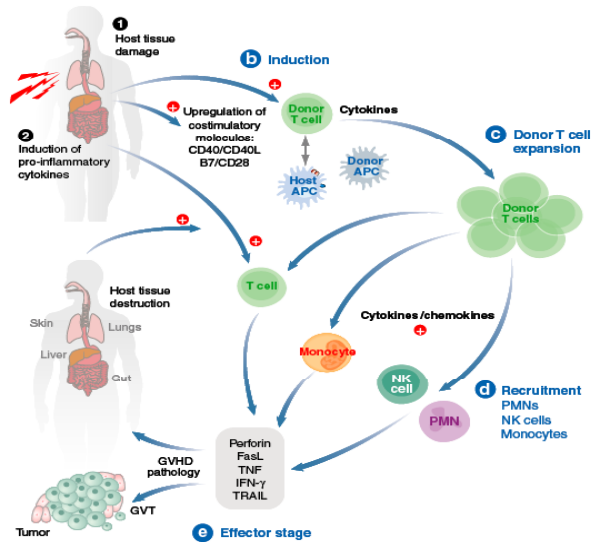 1
Host tissue
damage
b Induction
+
+
Upregulation of
costimulatory
moleculos:
CD40/CD40L
B7/CD28
Donor
T cell
Cytokines
c Donor T cell
expansion
2
Induction of
pro-inflammatory
cytokines
Host
APC
Donor
APC
Donor
T cells
+
+
Host tissue
destruction
T cell
Skin
Lungs
Liver
Gut
Cytokines/chemokines
+
Monocyte
NK
cell
PMN
d Recruitment
PMNs
NK cells
Monocytes
Perforin
FasL
TNF
IFN-γ
TRAIL
GVHD
pathology
GVT
Tumor
e Effector stage